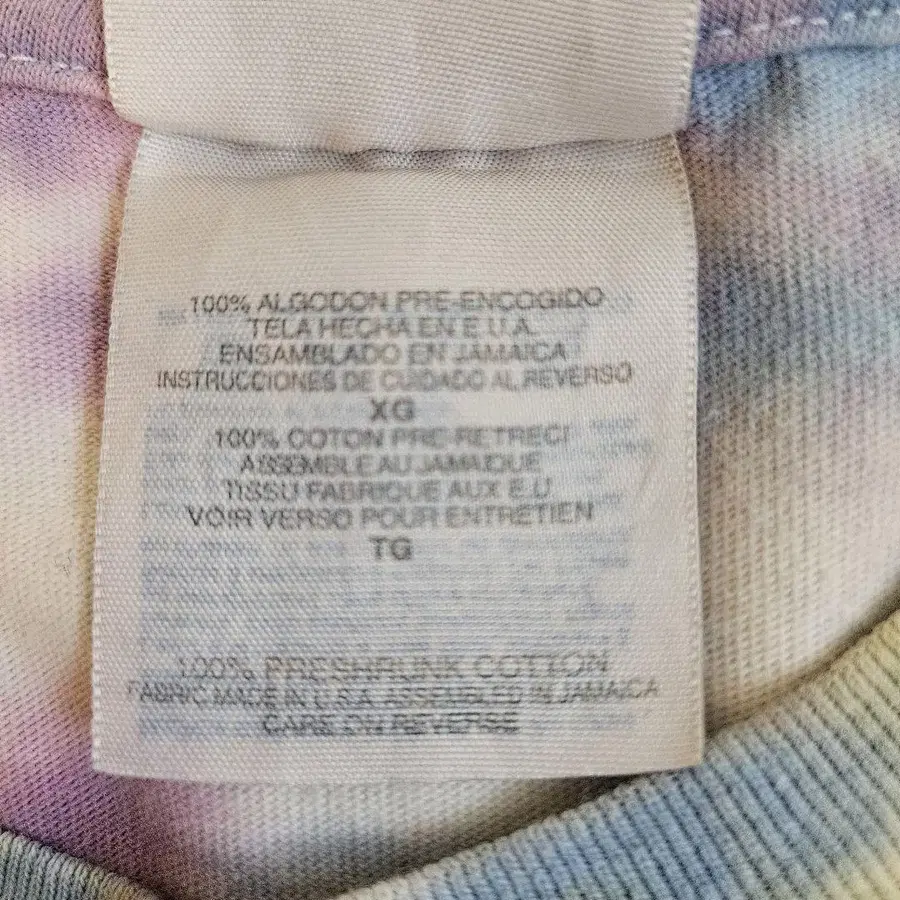 100% ALGODON PRE-ENCOGIDO
TELA HECHA EN E.U.A.
ENSAMBLADO EN JAMAICA
INSTRUCCIONES DE CUIDADO AL REVERSO
XG
100% COTON PRE-RETRECI
ASSEMBLE AU JAMAIQUE
TISSU FABRIQUE AUX E.U
VOIR VERSO POUR ENTRETIEN
TG
100% PRESHRUNK COTTON
FABRIC MADE IN U.S.A. ASSEMBLED IN JAMAICA
CARE ON REVERSE